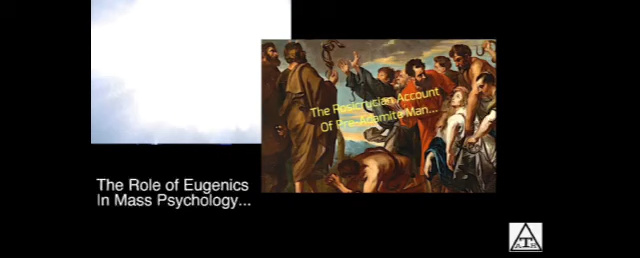 The Rosicrucian Account
Of Pre-Adamite Man...
The Role of Eugenics
In Mass Psychology...